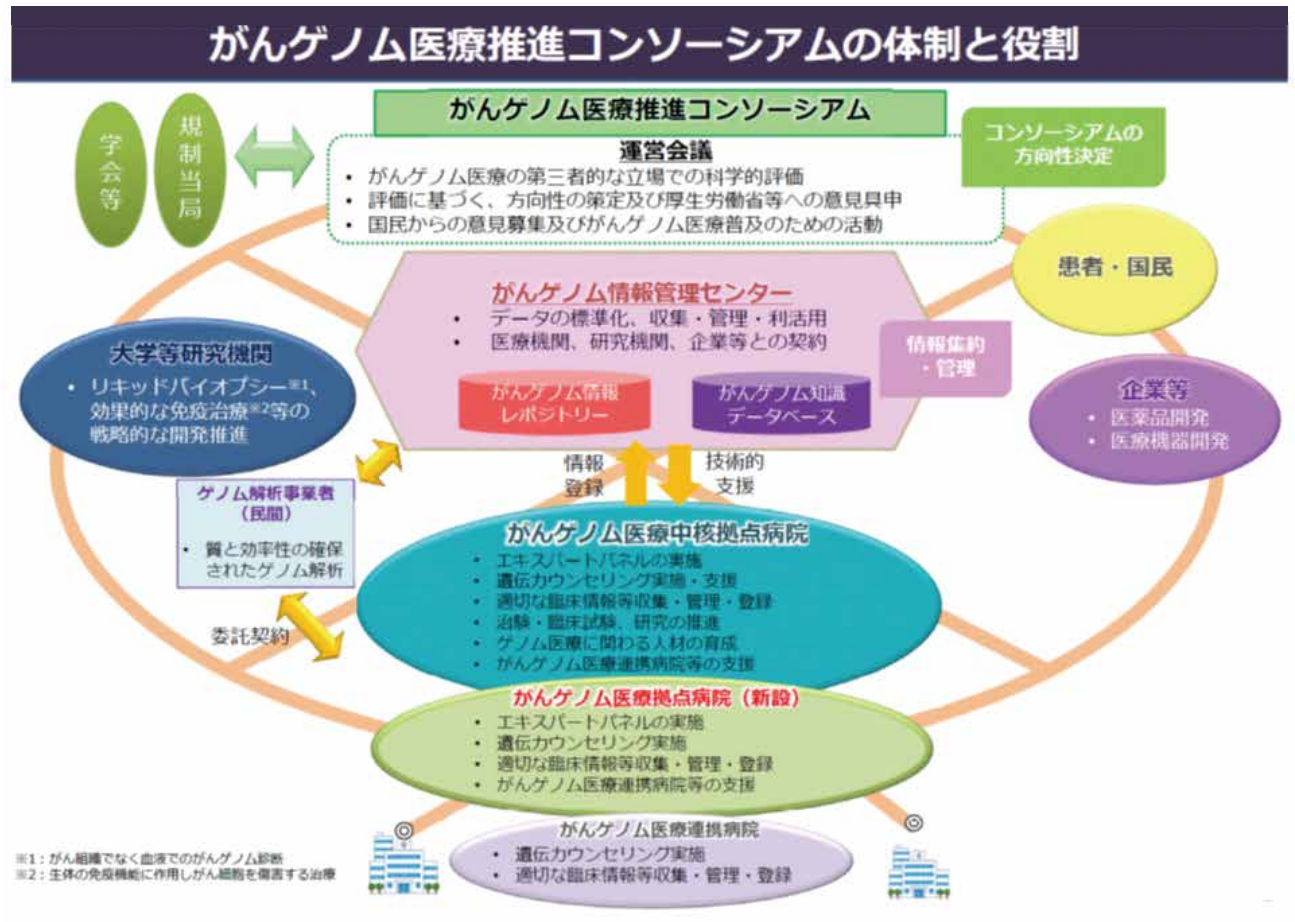 がんゲノム医療推進コンソーシアムの体制と役割
学会等
規制当局
がんゲノム医療推進コンソーシアム
運営会議
• がんゲノム医療の第三者的な立場での科学的評価
• 評価に基づく、方向性の策定及び厚生労働省等への意見具申
• 国民からの意見募集及びがんゲノム医療普及のための活動
コンソーシアムの
方向性決定
患者・国民
がんゲノム情報管理センター
• データの標準化、収集・管理・利活用
• 医療機関、研究機関、企業等との契約
がんゲノム情報
レポジトリー
がんゲノム知識
データベース
情報集約
・管理
大学等研究機関
• リキッドバイオプシー※1、
効果的な免疫治療※2等の
戦略的な開発推進
企業等
• 医薬品開発
• 医療機器開発
情報
登録
技術的
支援
ゲノム解析事業者
（民間）
• 質と効率性の確保
されたゲノム解析
委託契約
がんゲノム医療中核拠点病院
• エキスパートパネルの実施
• 遺伝カウンセリング実施・支援
• 適切な臨床情報等収集・管理・登録
• 治験・臨床試験、研究の推進
• ゲノム医療に関わる人材の育成
• がんゲノム医療連携病院等の支援
がんゲノム医療拠点病院（新設）
• エキスパートパネルの実施
• 遺伝カウンセリング実施
• 適切な臨床情報等収集・管理・登録
• がんゲノム医療連携病院等の支援
がんゲノム医療連携病院
• 遺伝カウンセリング実施
• 適切な臨床情報等収集・管理・登録
※1：がん組織でなく血液でのがんゲノム診断
※2：生体の免疫機能に作用しがん細胞を傷害する治療